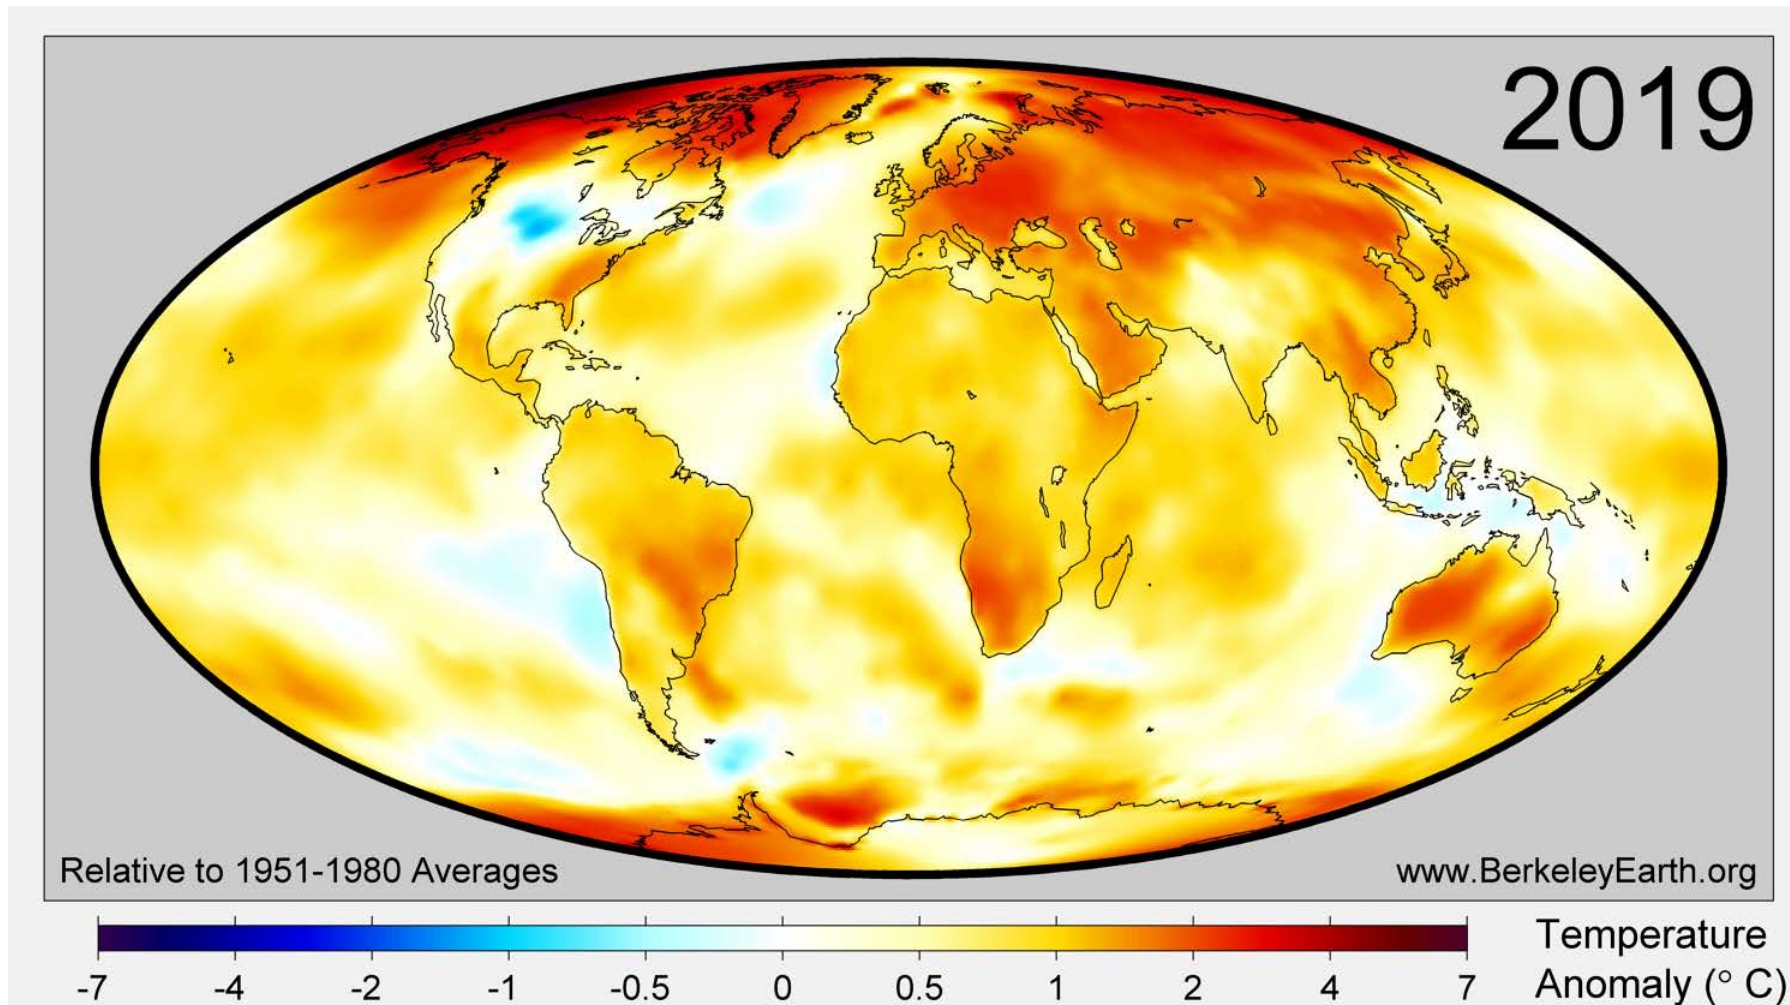 2019
Relative to 1951-1980 Averages
www.BerkeleyEarth.org
-7 -4 -2 -1 -0.5 0 0.5 1 2 4 7
Temperature
Anomaly (° C)